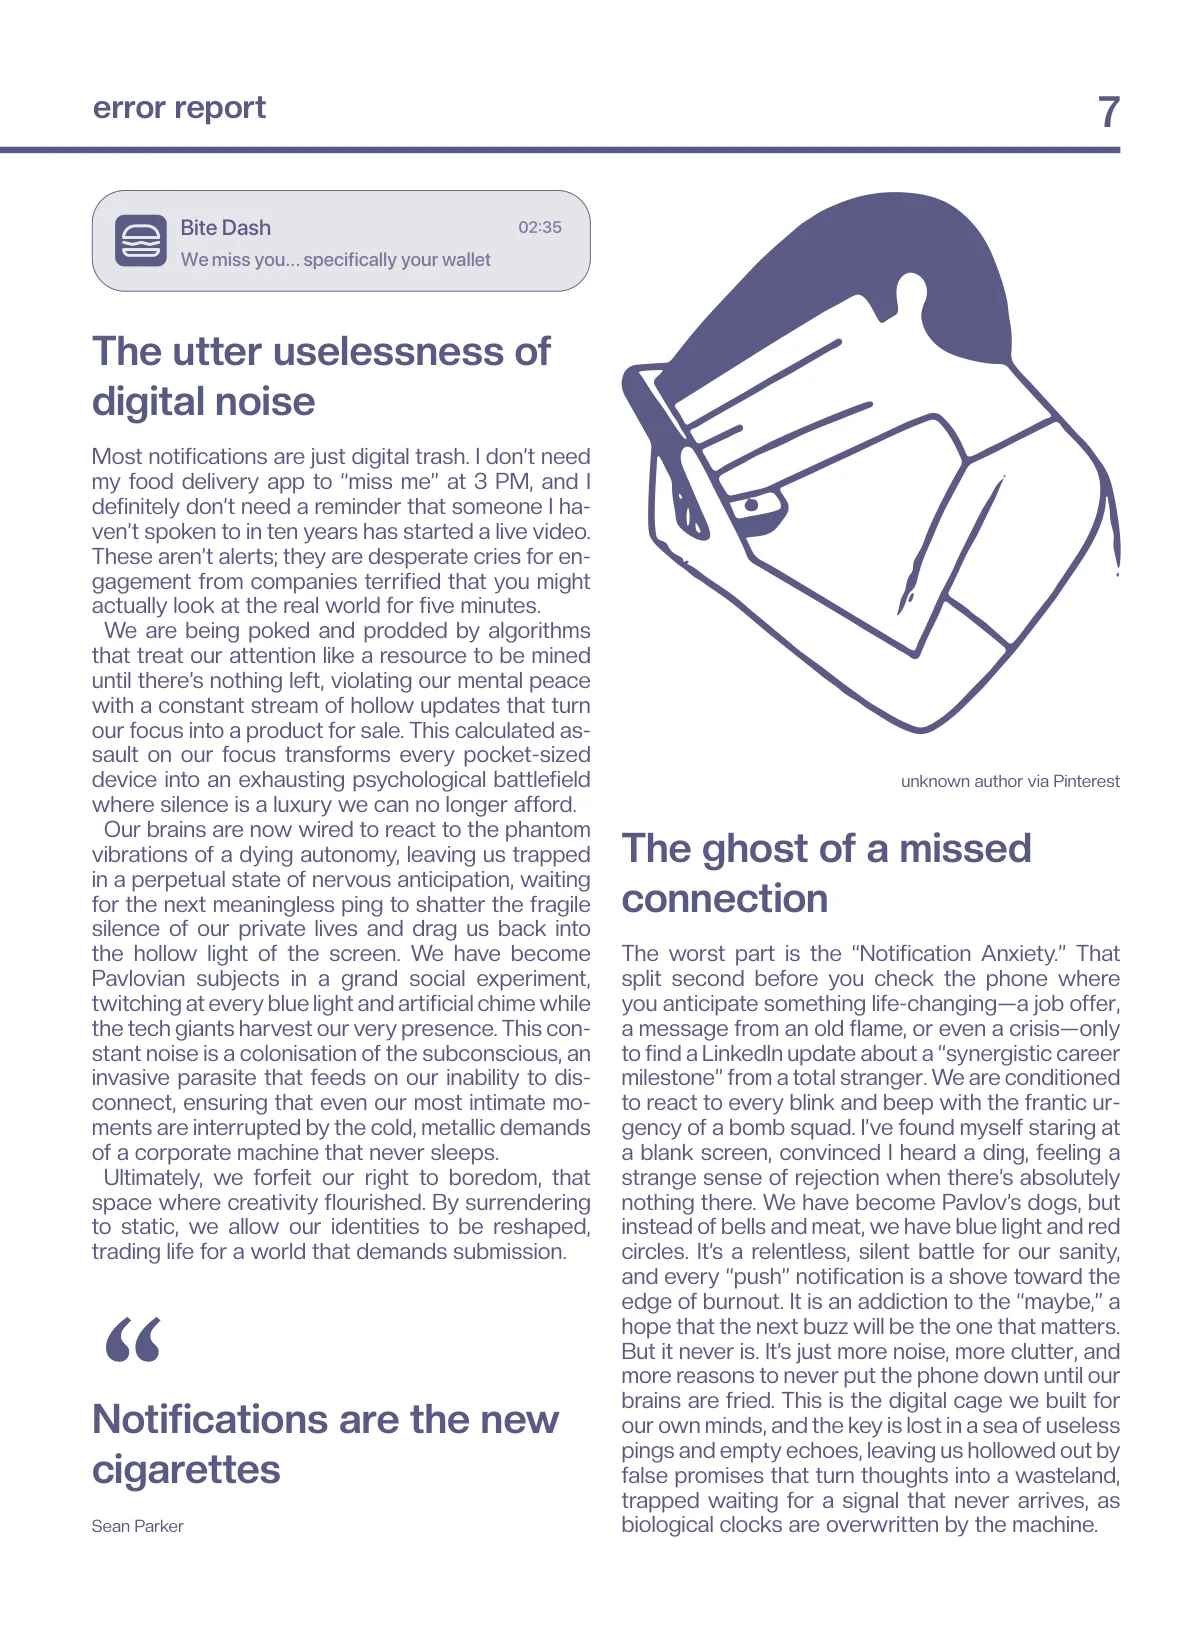 error report
7
Bite Dash
02:35
We miss you... specifically your wallet
The utter uselessness of
digital noise
Most notifications are just digital trash. I don’t need
my food delivery app to “miss me” at 3 PM, and I
definitely don’t need a reminder that someone I ha-
ven’t spoken to in ten years has started a live video.
These aren’t alerts; they are desperate cries for en-
gagement from companies terrified that you might
actually look at the real world for five minutes.
We are being poked and prodded by algorithms
that treat our attention like a resource to be mined
until there’s nothing left, violating our mental peace
with a constant stream of hollow updates that turn
our focus into a product for sale. This calculated as-
sault on our focus transforms every pocket-sized
device into an exhausting psychological battlefield
where silence is a luxury we can no longer afford.
Our brains are now wired to react to the phantom
vibrations of a dying autonomy, leaving us trapped
in a perpetual state of nervous anticipation, waiting
for the next meaningless ping to shatter the fragile
silence of our private lives and drag us back into
the hollow light of the screen. We have become
Pavlovian subjects in a grand social experiment,
twitching at every blue light and artificial chime while
the tech giants harvest our very presence. This con-
stant noise is a colonisation of the subconscious, an
invasive parasite that feeds on our inability to dis-
connect, ensuring that even our most intimate mo-
ments are interrupted by the cold, metallic demands
of a corporate machine that never sleeps.
Ultimately, we forfeit our right to boredom, that
space where creativity flourished. By surrendering
to static, we allow our identities to be reshaped,
trading life for a world that demands submission.
“
Notifications are the new
cigarettes
Sean Parker
unknown author via Pinterest
The ghost of a missed
connection
The worst part is the “Notification Anxiety.” That
split second before you check the phone where
you anticipate something life-changing—a job offer,
a message from an old flame, or even a crisis—only
to find a LinkedIn update about a “synergistic career
milestone” from a total stranger. We are conditioned
to react to every blink and beep with the frantic ur-
gency of a bomb squad. I’ve found myself staring at
a blank screen, convinced I heard a ding, feeling a
strange sense of rejection when there’s absolutely
nothing there. We have become Pavlov’s dogs, but
instead of bells and meat, we have blue light and red
circles. It’s a relentless, silent battle for our sanity,
and every “push” notification is a shove toward the
edge of burnout. It is an addiction to the “maybe,” a
hope that the next buzz will be the one that matters.
But it never is. It’s just more noise, more clutter, and
more reasons to never put the phone down until our
brains are fried. This is the digital cage we built for
our own minds, and the key is lost in a sea of useless
pings and empty echoes, leaving us hollowed out by
false promises that turn thoughts into a wasteland,
trapped waiting for a signal that never arrives, as
biological clocks are overwritten by the machine.